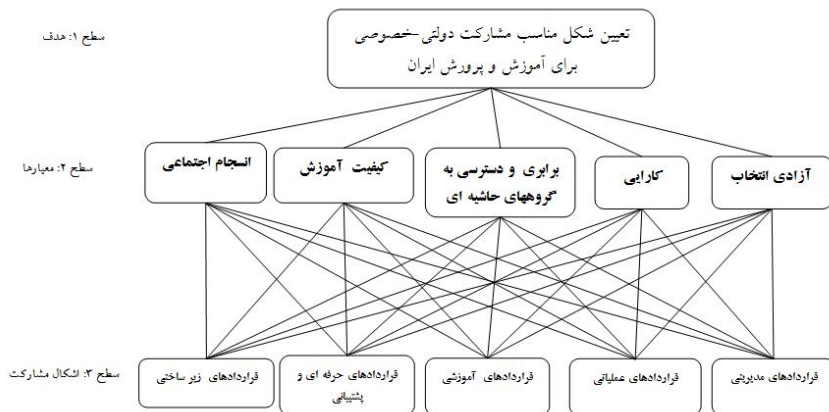 سطح ۱: هدف
تعیین شکل مناسب مشارکت دولتی-خصوصی
برای آموزش و پرورش ایران
سطح ۲: معیارها
آزادی انتخاب
کارایی
برابری و دسترسی به
گروههای حاشیه ای
کیفیت آموزش
انسجام اجتماعی
سطح ۳: اشکال مشارکت
قراردادهای مدیریتی
قراردادهای عملیاتی
قراردادهای آموزشی
قراردادهای حرفه ای و
پشتیبانی
قراردادهای زیر ساختی